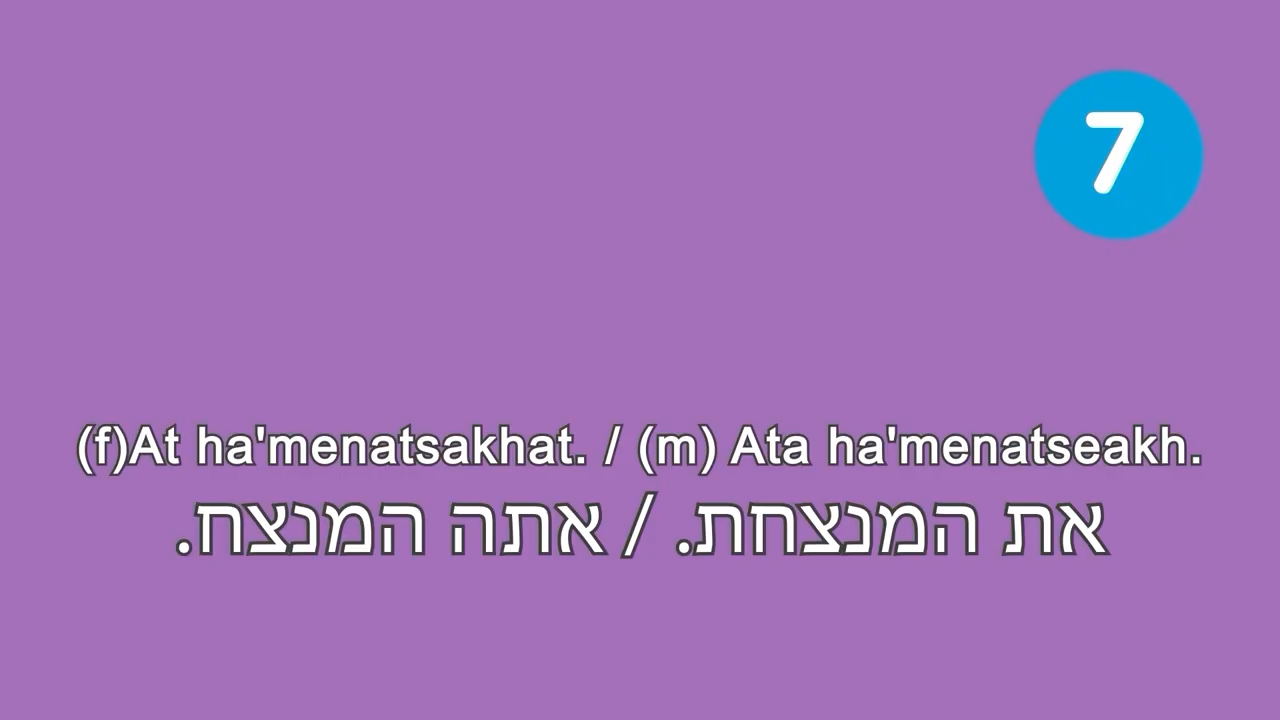 7
(f)At ha'menatsakhat. / (m) Ata ha'menatseakh.
את המנצחת. / אתה המנצח.